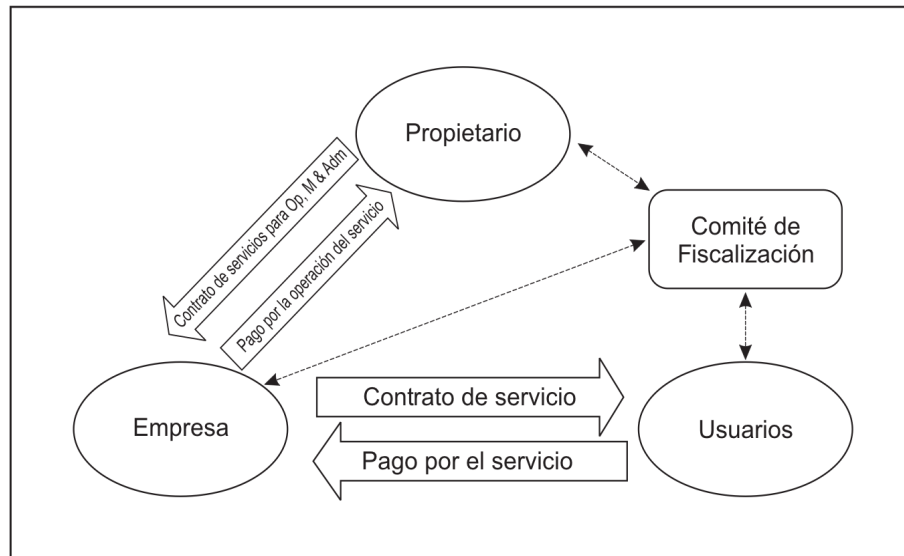 Propietario
Contrato de servicios para Op, M & Adm
Pago por la operación del servicio
Comité de
Fiscalización
Empresa
Contrato de servicio
Pago por el servicio
Usuarios